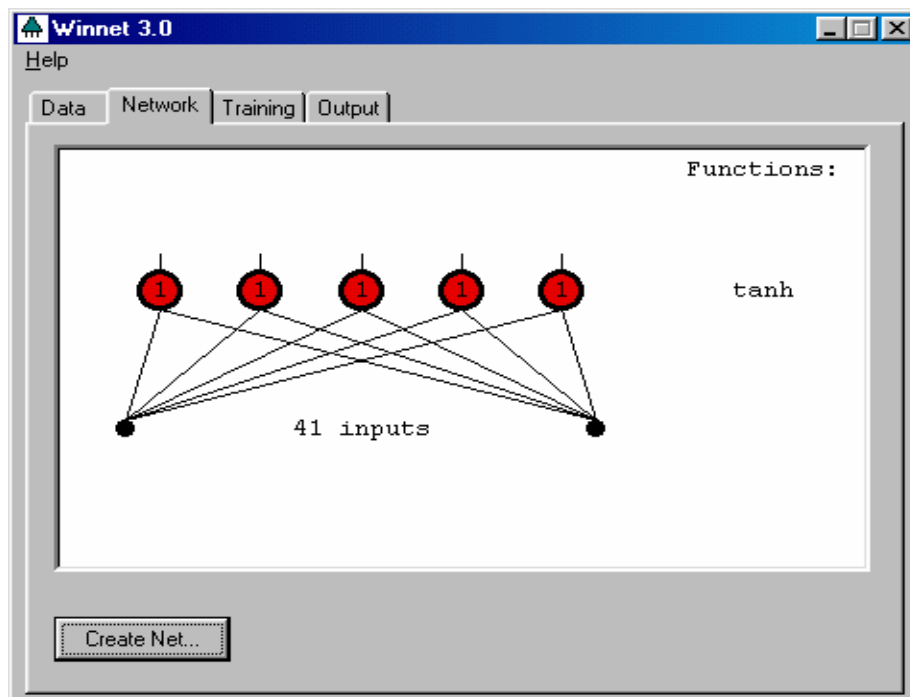 Winnet 3.0
Help
Data Network Training Output
Functions:
1 1 1 1 1 tanh
41 inputs
Create Net...